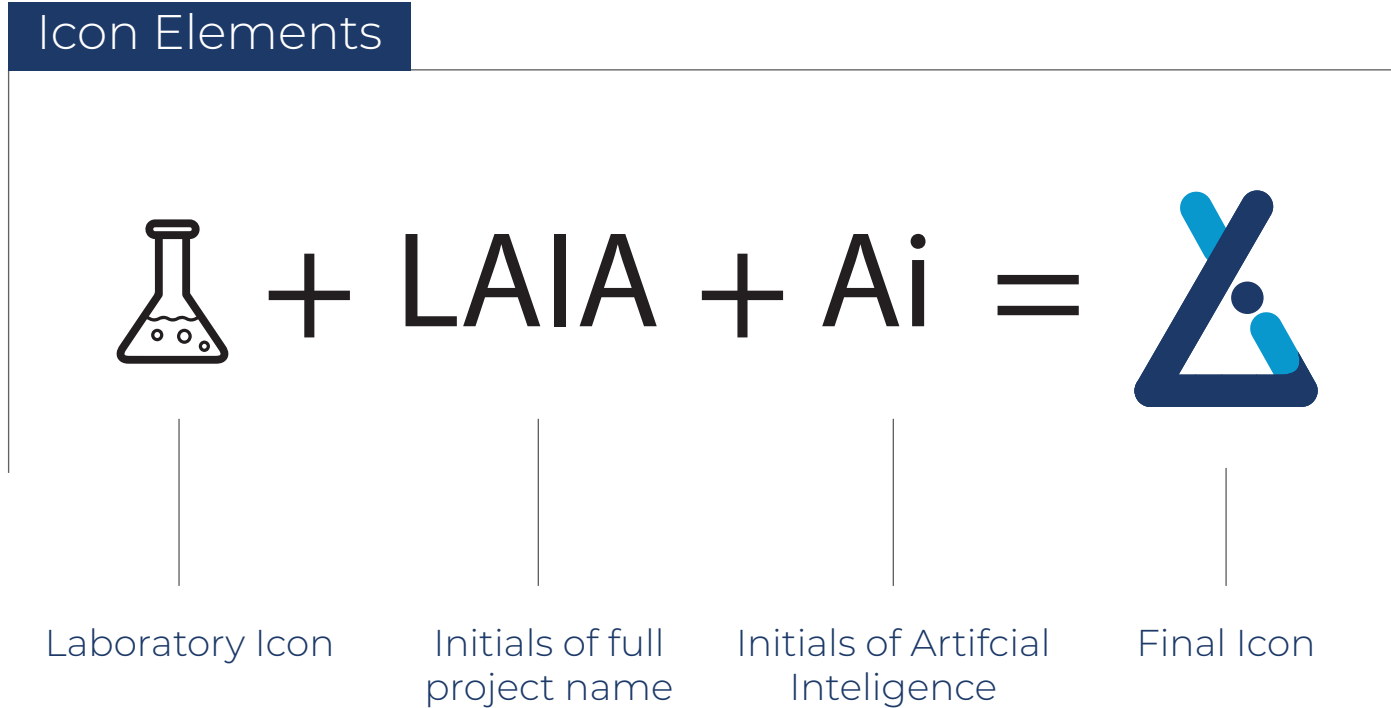 Icon Elements
+ LAIA + Ai =
Laboratory Icon
Initials of full
project name
Initials of Artifcial
Inteligence
Final Icon